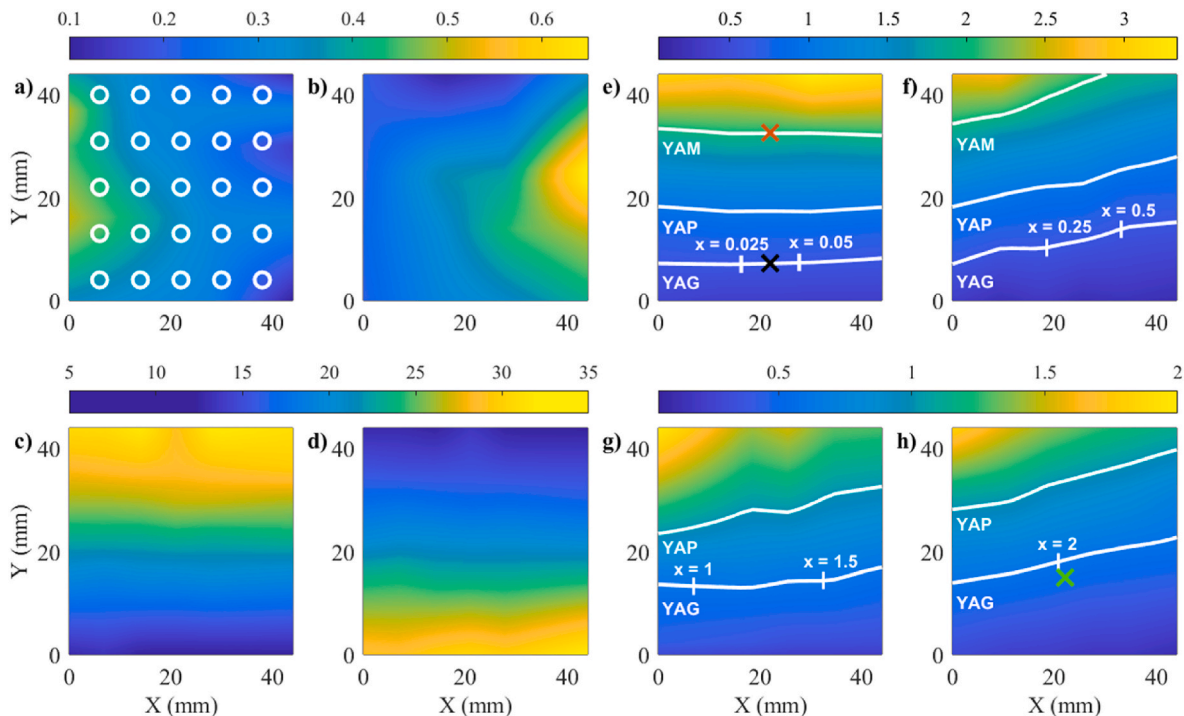 0.1 0.2 0.3 0.4 0.5 0.6
0.5 1 1.5 2 2.5 3
a) b) e) f)
40
20
0
Y (mm)
0 20 40
40
20
0
0 20 40
40
20
0
YAM
YAP
x = 0.025 x = 0.05
YAG
0 20 40
40
20
0
YAM
YAP
x = 0.25 x = 0.5
YAG
0 20 40
5 10 15 20 25 30 35
0.5 1 1.5 2
c) d) g) h)
40
20
0
Y (mm)
0 20 40
X (mm)
40
20
0
0 20 40
X (mm)
40
20
0
YAP
x = 1 x = 1.5
YAG
0 20 40
X (mm)
40
20
0
YAP
x = 2
YAG
0 20 40
X (mm)